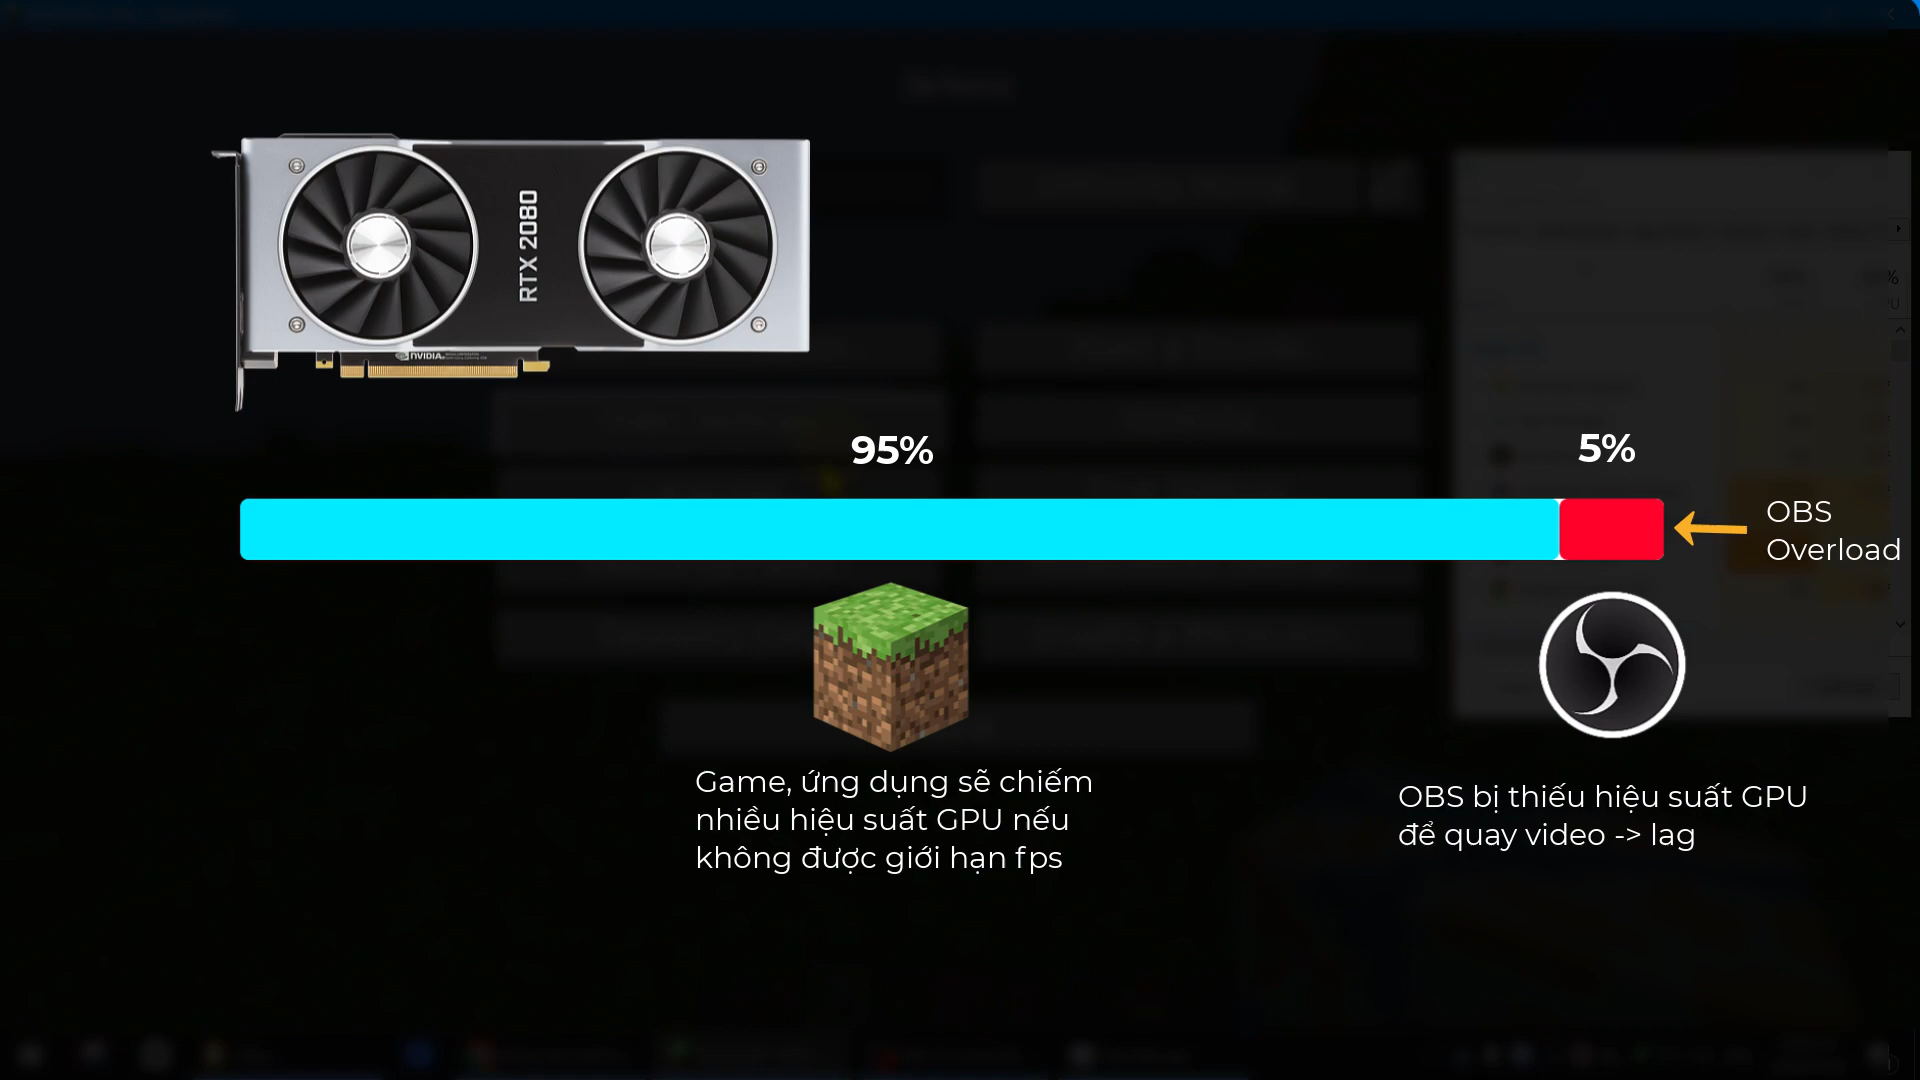 RTX 2080
NVIDIA.
95%
5%
OBS
Overload
Game, ứng dụng sẽ chiếm
nhiều hiệu suất GPU nếu
không được giới hạn fps
OBS bị thiếu hiệu suất GPU
để quay video -> lag